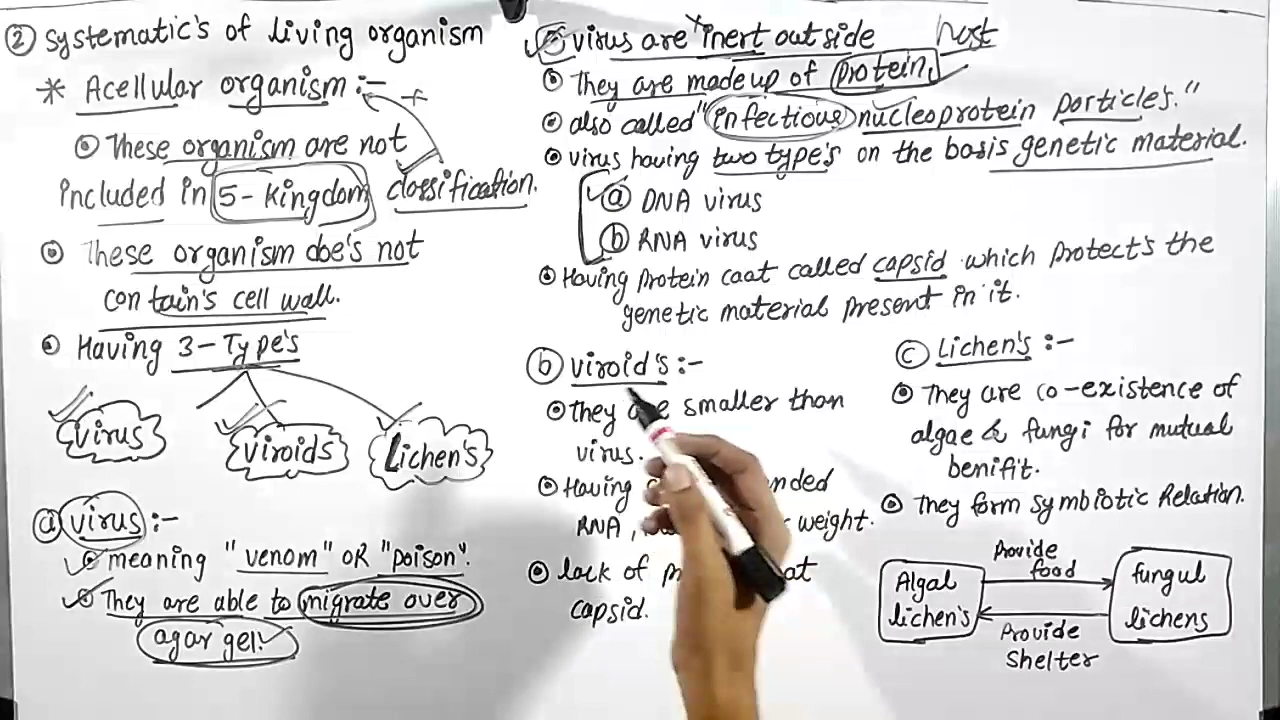 ② Systematic's of living organism
* Acellular organism :-
These organism are not
included in 5-Kingdom classification.
These organism doe's not
contain's cell wall.
Having 3-Type's
virus viroids Lichen's
ⓐ virus :-
meaning "venom" OR "poison".
They are able to migrate over
agar gel.
virus are inert outside host
They are made up of protein.
also called "infectious nucleoprotein particle's."
virus having two type's on the basis genetic material.
ⓐ DNA virus
ⓑ RNA virus
Having protein coat called capsid which protect's the
genetic material present in it.
ⓑ viroid's :-
they smaller than
virus.
Having
RNA, weight.
lack of
capsid.
ⓒ Lichen's :-
They are co-existence of
algae & fungi for mutual
benifit.
They form symbiotic Relation.
Algal
lichen's
Provide
food
Provide
Shelter
fungul
lichens